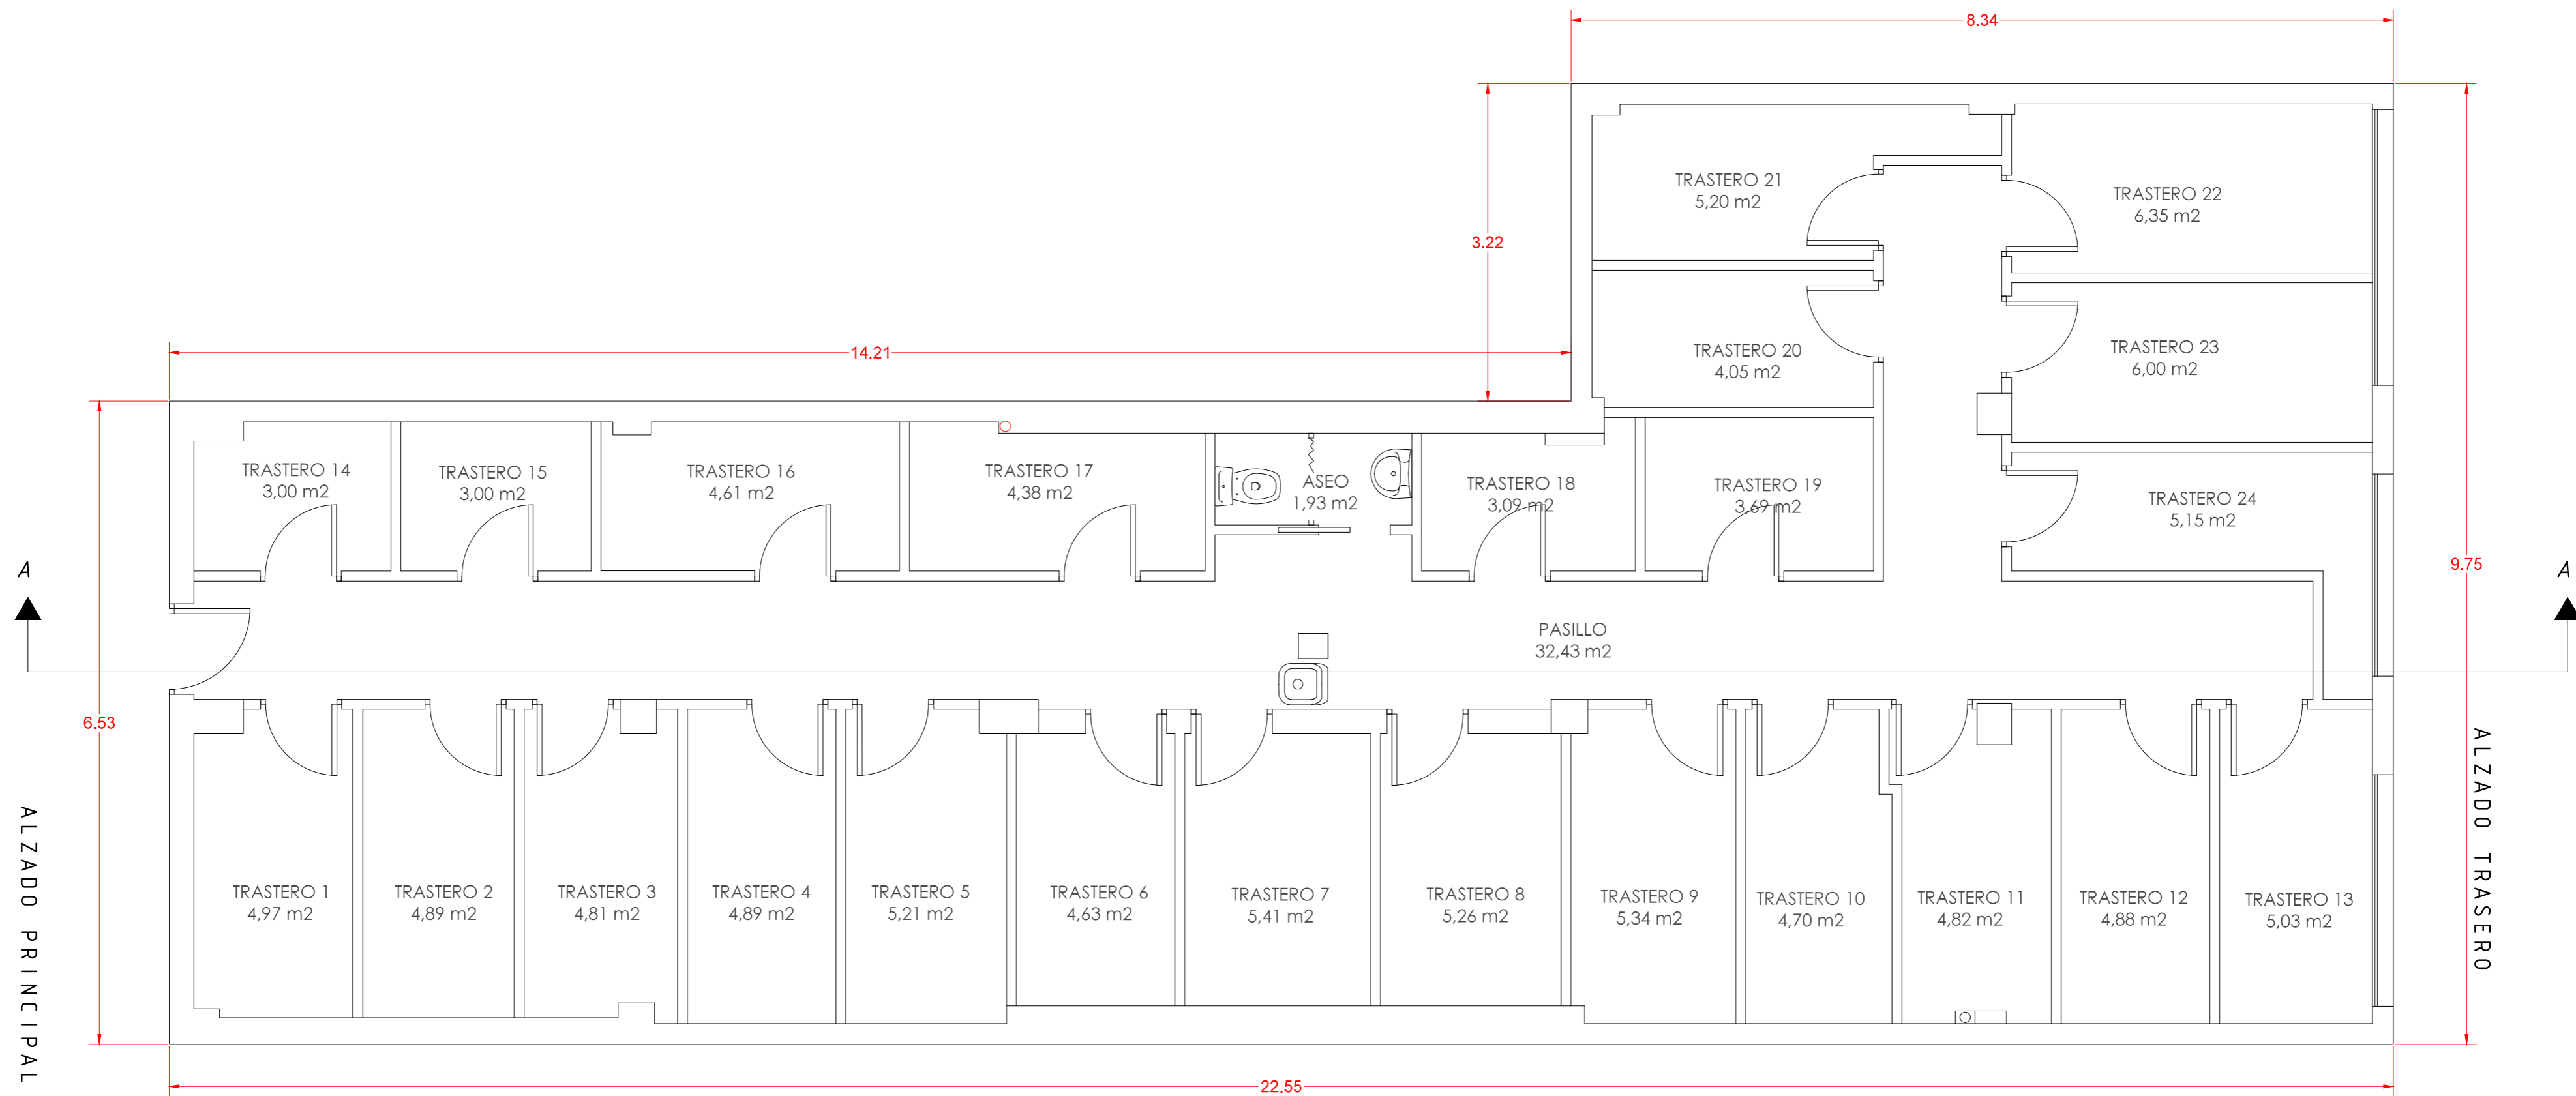 8.34
3.22
14.21
TRASTERO 21
5,20 m2
TRASTERO 22
6,35 m2
TRASTERO 20
4,05 m2
TRASTERO 23
6,00 m2
TRASTERO 14
3,00 m2
TRASTERO 15
3,00 m2
TRASTERO 16
4,61 m2
TRASTERO 17
4,38 m2
ASEO
1,93 m2
TRASTERO 18
3,09 m2
TRASTERO 19
3,69 m2
TRASTERO 24
5,15 m2
A
A
9.75
PASILLO
32,43 m2
6.53
TRASTERO 1
4,97 m2
TRASTERO 2
4,89 m2
TRASTERO 3
4,81 m2
TRASTERO 4
4,89 m2
TRASTERO 5
5,21 m2
TRASTERO 6
4,63 m2
TRASTERO 7
5,41 m2
TRASTERO 8
5,26 m2
TRASTERO 9
5,34 m2
TRASTERO 10
4,70 m2
TRASTERO 11
4,82 m2
TRASTERO 12
4,88 m2
TRASTERO 13
5,03 m2
ALZADO PRINCIPAL
ALZADO TRASERO
22.55